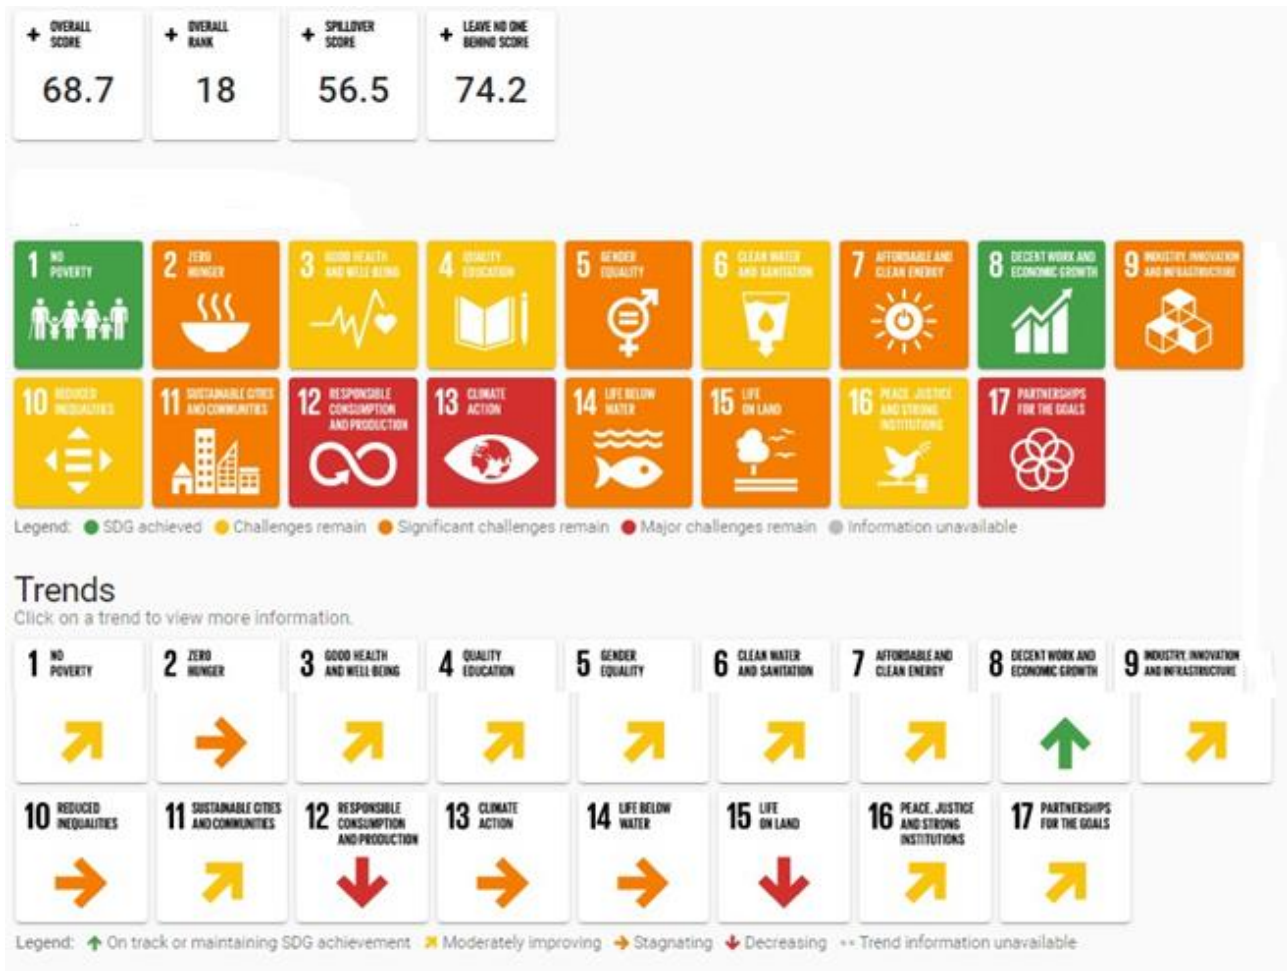 + OVERALL SCORE
68.7
+ OVERALL RANK
18
+ SPILLOVER SCORE
56.5
+ LEAVE NO ONE BEHIND SCORE
74.2
1 NO POVERTY
2 ZERO HUNGER
3 GOOD HEALTH AND WELL-BEING
4 QUALITY EDUCATION
5 GENDER EQUALITY
6 CLEAN WATER AND SANITATION
7 AFFORDABLE AND CLEAN ENERGY
8 DECENT WORK AND ECONOMIC GROWTH
9 INDUSTRY, INNOVATION AND INFRASTRUCTURE
10 REDUCED INEQUALITIES
11 SUSTAINABLE CITIES AND COMMUNITIES
12 RESPONSIBLE CONSUMPTION AND PRODUCTION
13 CLIMATE ACTION
14 LIFE BELOW WATER
15 LIFE ON LAND
16 PEACE, JUSTICE AND STRONG INSTITUTIONS
17 PARTNERSHIPS FOR THE GOALS
Legend: SDG achieved Challenges remain Significant challenges remain Major challenges remain Information unavailable
Trends
Click on a trend to view more information.
1 NO POVERTY
2 ZERO HUNGER
3 GOOD HEALTH AND WELL-BEING
4 QUALITY EDUCATION
5 GENDER EQUALITY
6 CLEAN WATER AND SANITATION
7 AFFORDABLE AND CLEAN ENERGY
8 DECENT WORK AND ECONOMIC GROWTH
9 INDUSTRY, INNOVATION AND INFRASTRUCTURE
10 REDUCED INEQUALITIES
11 SUSTAINABLE CITIES AND COMMUNITIES
12 RESPONSIBLE CONSUMPTION AND PRODUCTION
13 CLIMATE ACTION
14 LIFE BELOW WATER
15 LIFE ON LAND
16 PEACE, JUSTICE AND STRONG INSTITUTIONS
17 PARTNERSHIPS FOR THE GOALS
Legend: On track or maintaining SDG achievement Moderately improving Stagnating Decreasing Trend information unavailable